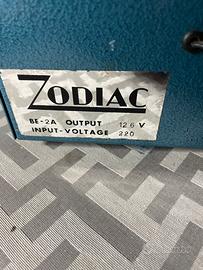 ZODIAC
BE-2A OUTPUT 12 6 V
INPUT-VOLTAGE 220